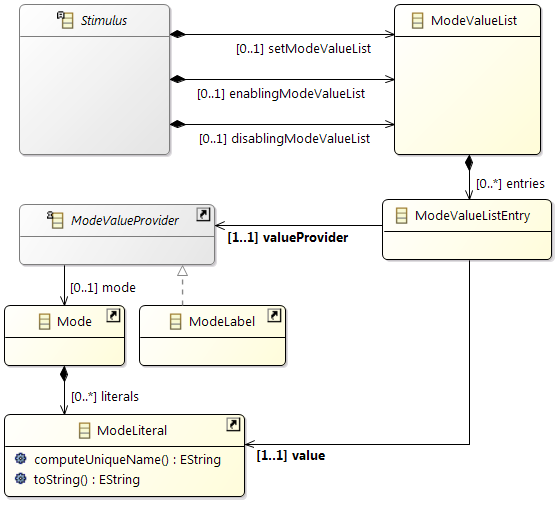 Stimulus
ModeValueList
[0..1] setModeValueList
[0..1] enablingModeValueList
[0..1] disablingModeValueList
[0..*] entries
ModeValueProvider
ModeValueListEntry
[1..1] valueProvider
[0..1] mode
Mode
ModeLabel
[0..*] literals
ModeLiteral
computeUniqueName() : EString
toString() : EString
[1..1] value